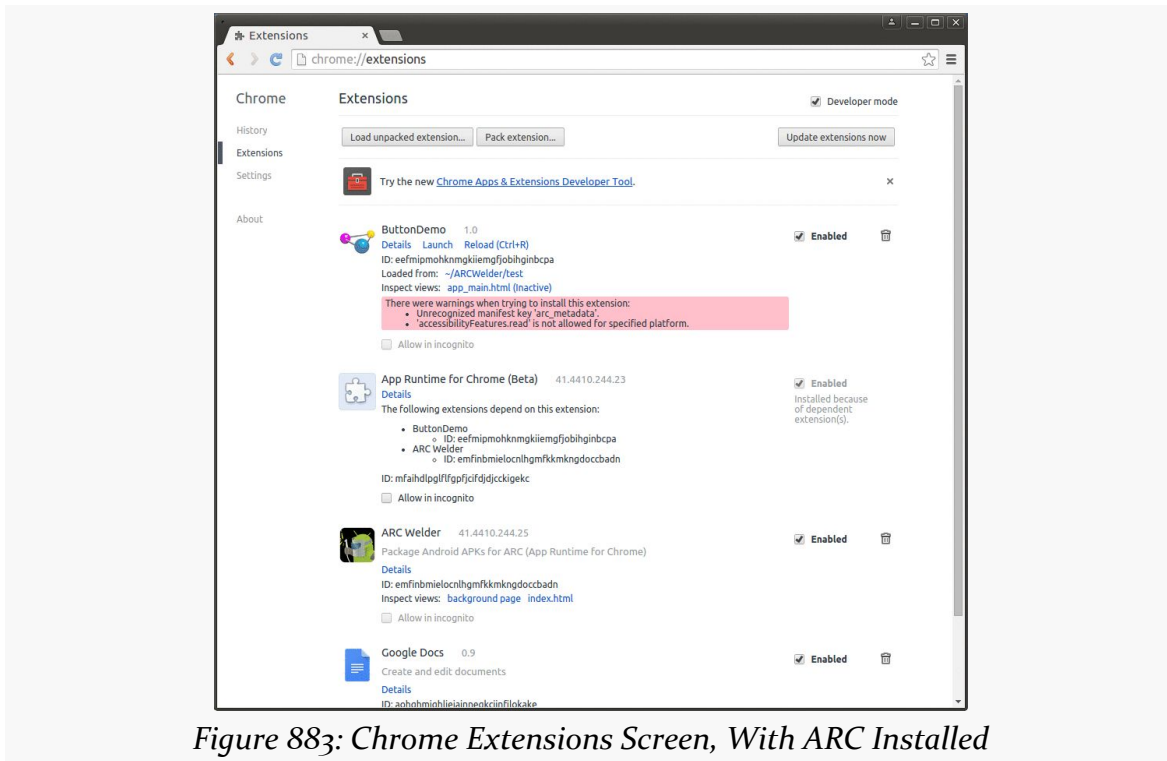 Extensions
chrome://extensions
Chrome
Extensions
Developer mode
History
Extensions
Settings
About
Load unpacked extension...
Pack extension...
Update extensions now
Try the new Chrome Apps & Extensions Developer Tool.
ButtonDemo 1.0
Enabled
Details Launch Reload (Ctrl+R)
ID: eefmipmohknmgkiiemgfjobihginbcpa
Loaded from: ~/ARCWelder/test
Inspect views: app_main.html (Inactive)
There were warnings when trying to install this extension:
• Unrecognized manifest key 'arc_metadata'.
• 'accessibilityFeatures.read' is not allowed for specified platform.
Allow in incognito
App Runtime for Chrome (Beta) 41.4410.244.23
Enabled
Installed because
of dependent
extension(s).
Details
The following extensions depend on this extension:
• ButtonDemo
ID: eefmipmohknmgkiiemgfjobihginbcpa
• ARC Welder
ID: emfinbmielocnlhgmfkkmkngdoccbadn
ID: mfaihdlpglflfgpfjcifdjdjcckigekc
Allow in incognito
ARC Welder 41.4410.244.25
Enabled
Package Android APKs for ARC (App Runtime for Chrome)
Details
ID: emfinbmielocnlhgmfkkmkngdoccbadn
Inspect views: background page index.html
Allow in incognito
Google Docs 0.9
Enabled
Create and edit documents
Details
ID: aohghmighlieiainnegkcijnfilokake
Figure 883: Chrome Extensions Screen, With ARC Installed